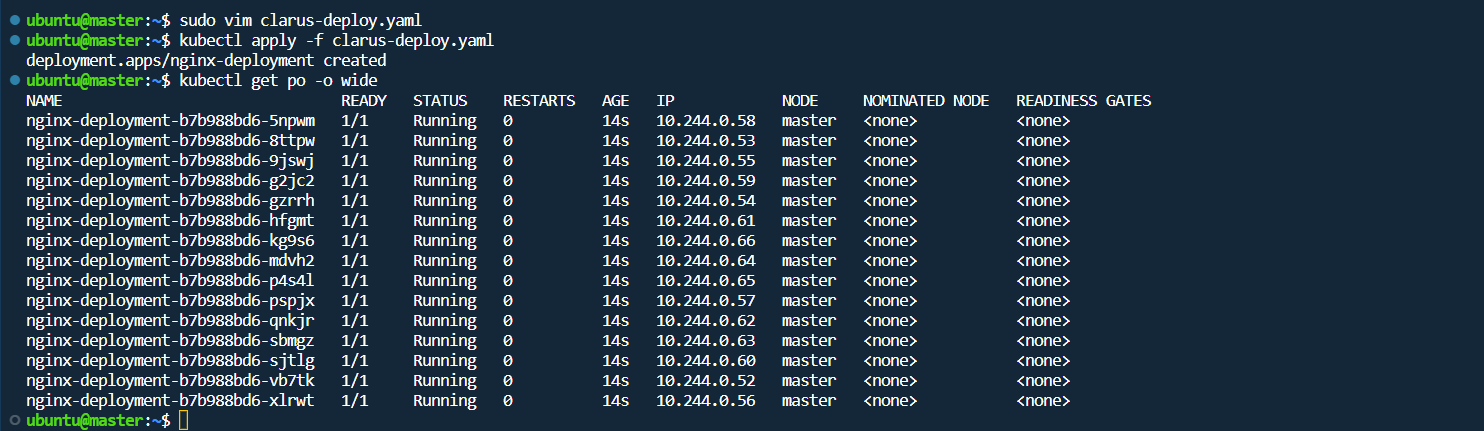 ubuntu@master:~$ sudo vim clarus-deploy.yaml
ubuntu@master:~$ kubectl apply -f clarus-deploy.yaml
deployment.apps/nginx-deployment created
ubuntu@master:~$ kubectl get po -o wide
NAME READY STATUS RESTARTS AGE IP NODE NOMINATED NODE READINESS GATES
nginx-deployment-b7b988bd6-5npwm 1/1 Running 0 14s 10.244.0.58 master <none> <none>
nginx-deployment-b7b988bd6-8ttpw 1/1 Running 0 14s 10.244.0.53 master <none> <none>
nginx-deployment-b7b988bd6-9jswj 1/1 Running 0 14s 10.244.0.55 master <none> <none>
nginx-deployment-b7b988bd6-g2jc2 1/1 Running 0 14s 10.244.0.59 master <none> <none>
nginx-deployment-b7b988bd6-gzrrh 1/1 Running 0 14s 10.244.0.54 master <none> <none>
nginx-deployment-b7b988bd6-hfgmt 1/1 Running 0 14s 10.244.0.61 master <none> <none>
nginx-deployment-b7b988bd6-kg9s6 1/1 Running 0 14s 10.244.0.66 master <none> <none>
nginx-deployment-b7b988bd6-mdvh2 1/1 Running 0 14s 10.244.0.64 master <none> <none>
nginx-deployment-b7b988bd6-p4s4l 1/1 Running 0 14s 10.244.0.65 master <none> <none>
nginx-deployment-b7b988bd6-pspjx 1/1 Running 0 14s 10.244.0.57 master <none> <none>
nginx-deployment-b7b988bd6-qnkjr 1/1 Running 0 14s 10.244.0.62 master <none> <none>
nginx-deployment-b7b988bd6-sbmgz 1/1 Running 0 14s 10.244.0.63 master <none> <none>
nginx-deployment-b7b988bd6-sjtlg 1/1 Running 0 14s 10.244.0.60 master <none> <none>
nginx-deployment-b7b988bd6-vb7tk 1/1 Running 0 14s 10.244.0.52 master <none> <none>
nginx-deployment-b7b988bd6-xlrwt 1/1 Running 0 14s 10.244.0.56 master <none> <none>
ubuntu@master:~$